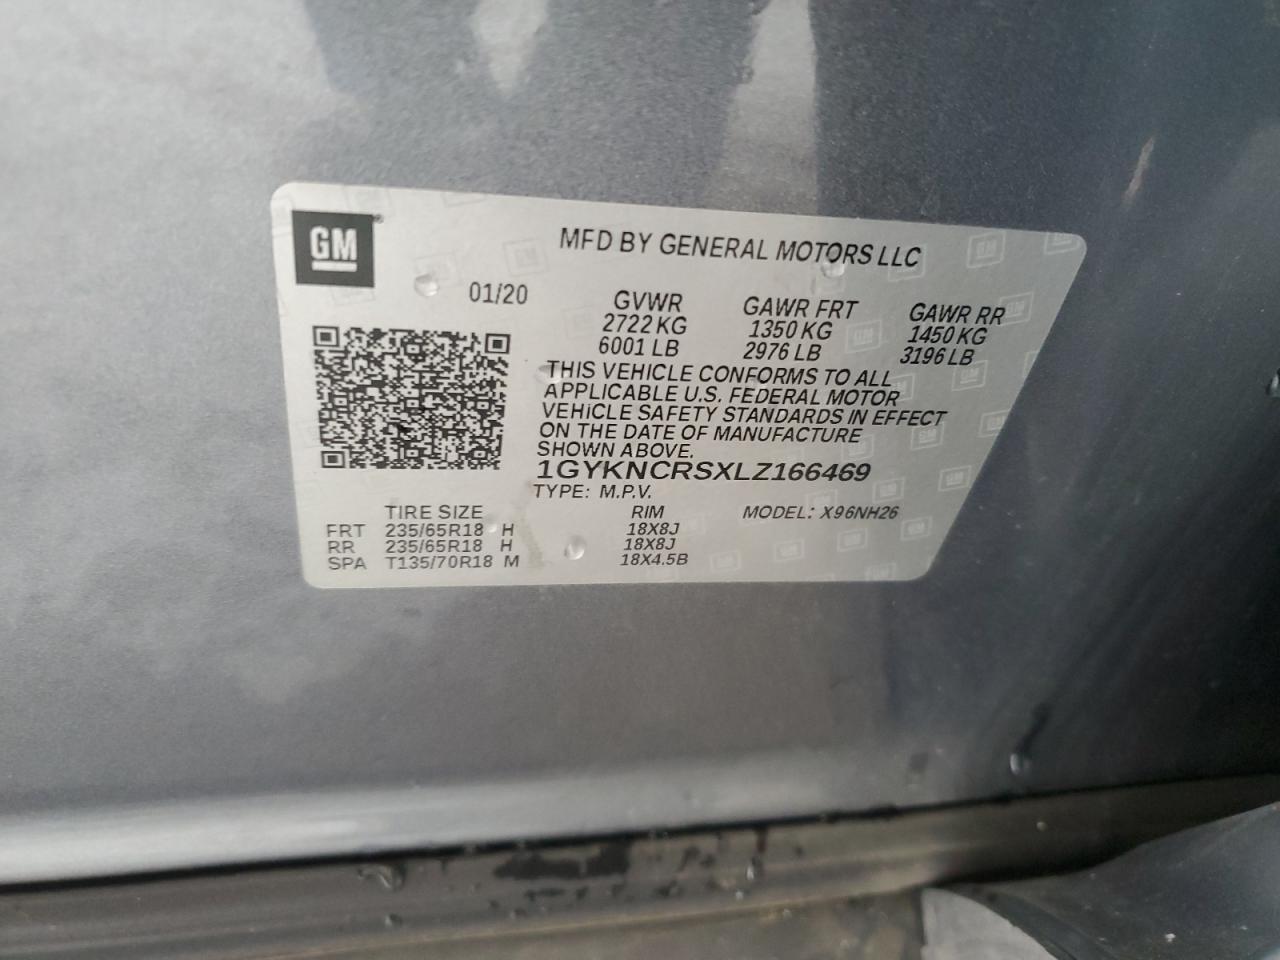 GM
MFD BY GENERAL MOTORS LLC
01/20
GVWR GAWR FRT GAWR RR
2722 KG 1350 KG 1450 KG
6001 LB 2976 LB 3196 LB
THIS VEHICLE CONFORMS TO ALL
APPLICABLE U.S. FEDERAL MOTOR
VEHICLE SAFETY STANDARDS IN EFFECT
ON THE DATE OF MANUFACTURE
SHOWN ABOVE.
1GYKNCRSXLZ166469
TYPE: M.P.V.
TIRE SIZE RIM MODEL: X96NH26
FRT 235/65R18 H 18X8J
RR 235/65R18 H 18X8J
SPA T135/70R18 M 18X4.5B